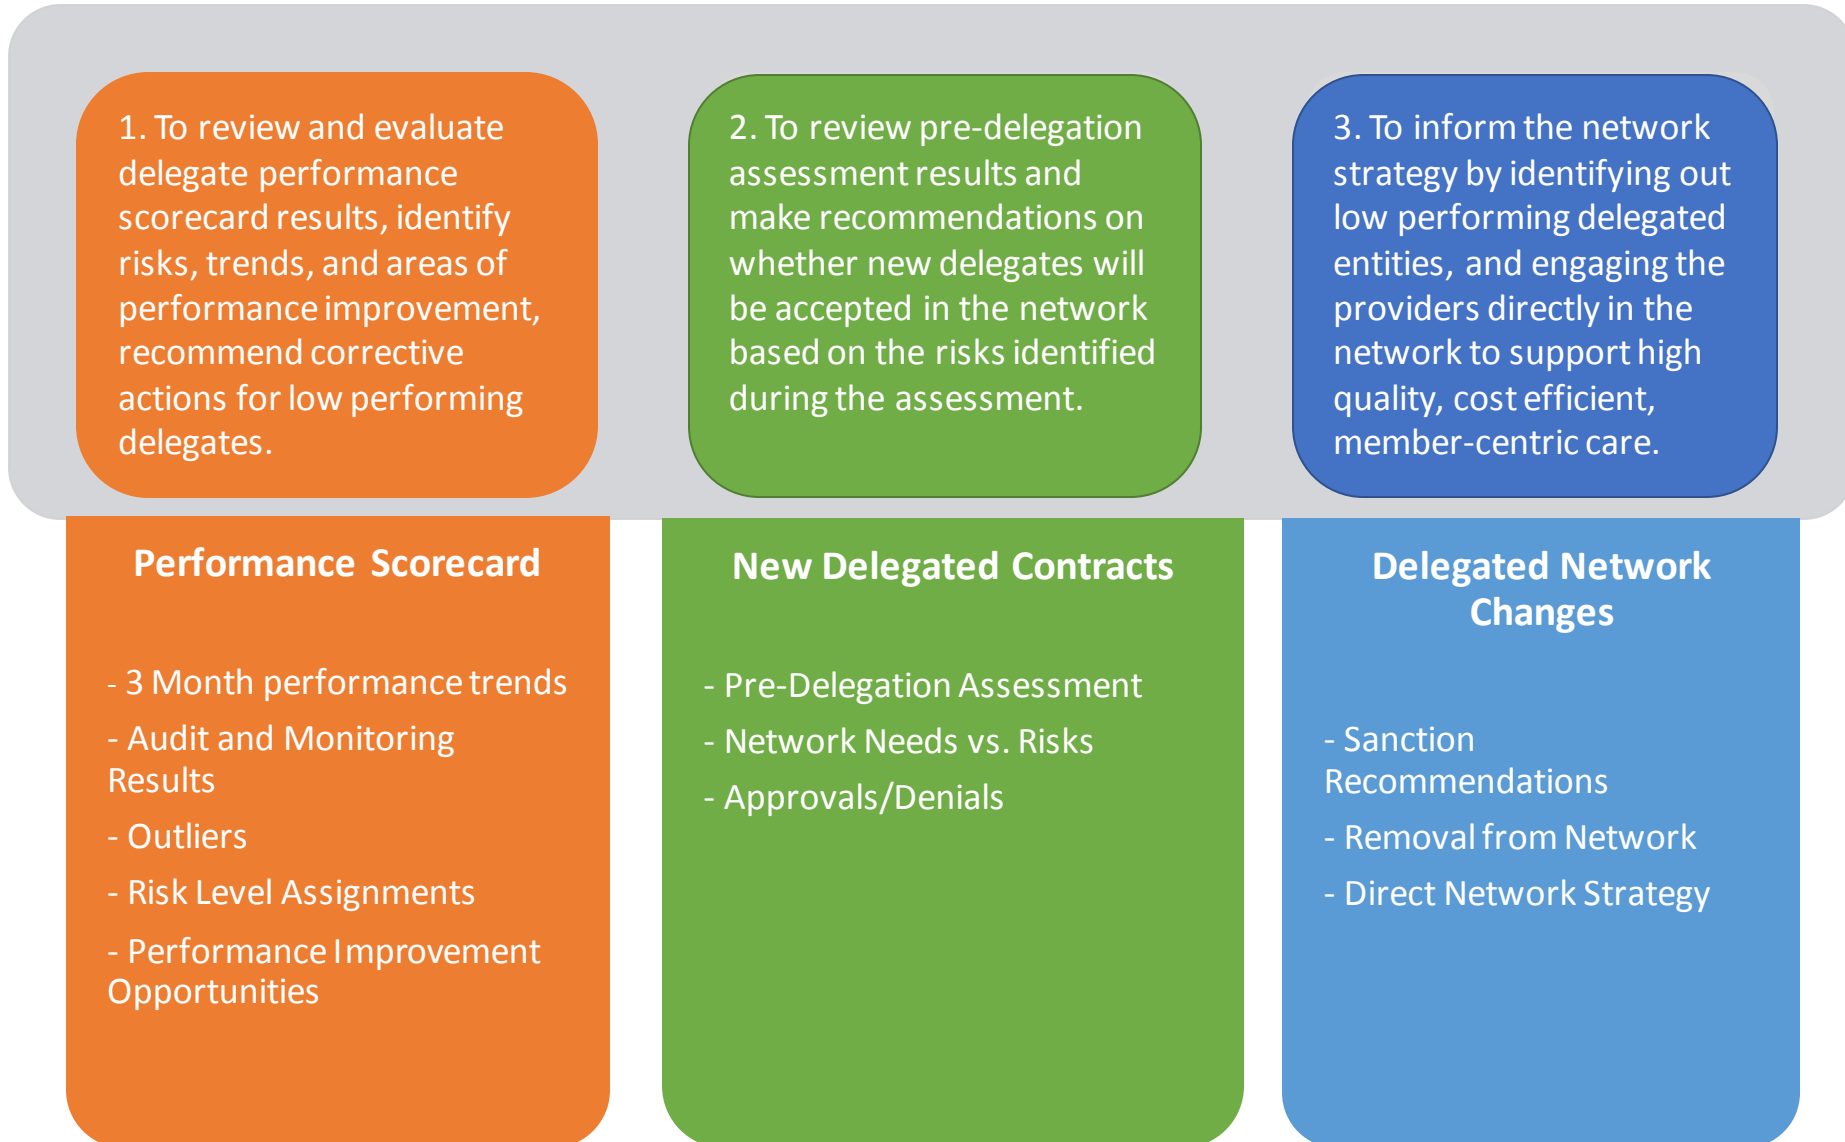 1. To review and evaluate
delegate performance
scorecard results, identify
risks, trends, and areas of
performance improvement,
recommend corrective
actions for low performing
delegates.
2. To review pre-delegation
assessment results and
make recommendations on
whether new delegates will
be accepted in the network
based on the risks identified
during the assessment.
3. To inform the network
strategy by identifying out
low performing delegated
entities, and engaging the
providers directly in the
network to support high
quality, cost efficient,
member-centric care.
Performance Scorecard
- 3 Month performance trends
- Audit and Monitoring
Results
- Outliers
- Risk Level Assignments
- Performance Improvement
Opportunities
New Delegated Contracts
- Pre-Delegation Assessment
- Network Needs vs. Risks
- Approvals/Denials
Delegated Network
Changes
- Sanction
Recommendations
- Removal from Network
- Direct Network Strategy